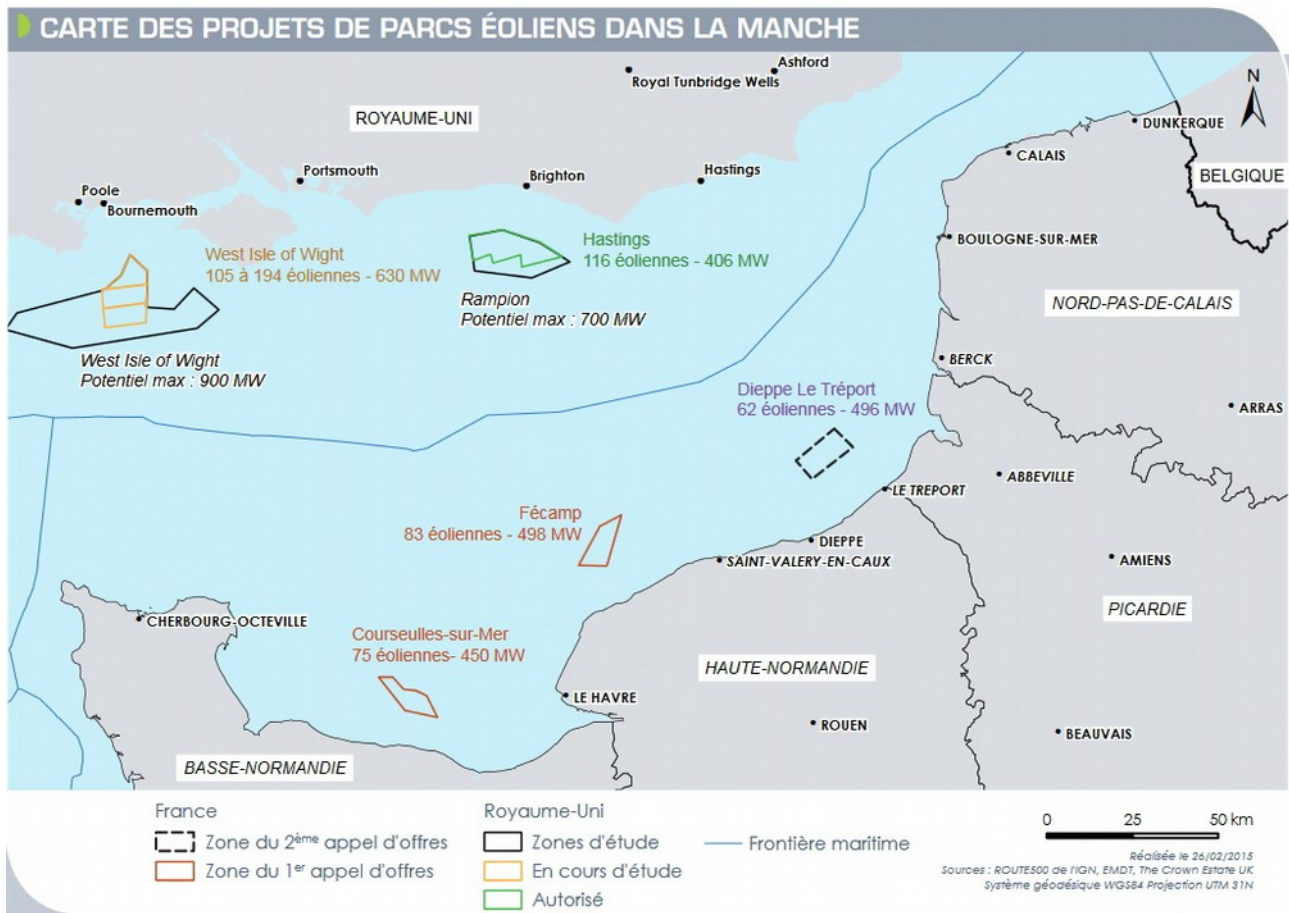 CARTE DES PROJETS DE PARCS ÉOLIENS DANS LA MANCHE
Ashford
Royal Tunbridge Wells
N
ROYAUME-UNI
DUNKERQUE
CALAIS
BELGIQUE
Portsmouth
Brighton
Hastings
Poole
Bournemouth
BOULOGNE-SUR-MER
West Isle of Wight
105 à 194 éoliennes - 630 MW
Hastings
116 éoliennes - 406 MW
Rampion
Potentiel max : 700 MW
NORD-PAS-DE-CALAIS
West Isle of Wight
Potentiel max : 900 MW
BERCK
Dieppe Le Tréport
62 éoliennes - 496 MW
ARRAS
ABBEVILLE
LE TREPORT
Fécamp
83 éoliennes - 498 MW
DIEPPE
SAINT-VALERY-EN-CAUX
AMIENS
PICARDIE
CHERBOURG-OCTEVILLE
Courseulles-sur-Mer
75 éoliennes- 450 MW
HAUTE-NORMANDIE
LE HAVRE
ROUEN
BEAUVAIS
BASSE-NORMANDIE
France
Zone du 2ème appel d'offres
Zone du 1er appel d'offres
Royaume-Uni
Zones d'étude
En cours d'étude
Autorisé
Frontière maritime
0 25 50 km
Réalisée le 26/02/2015
Sources : ROUTE500 de l'IGN, EMDT, The Crown Estate UK
Système géodésique WGS84 Projection UTM 31N